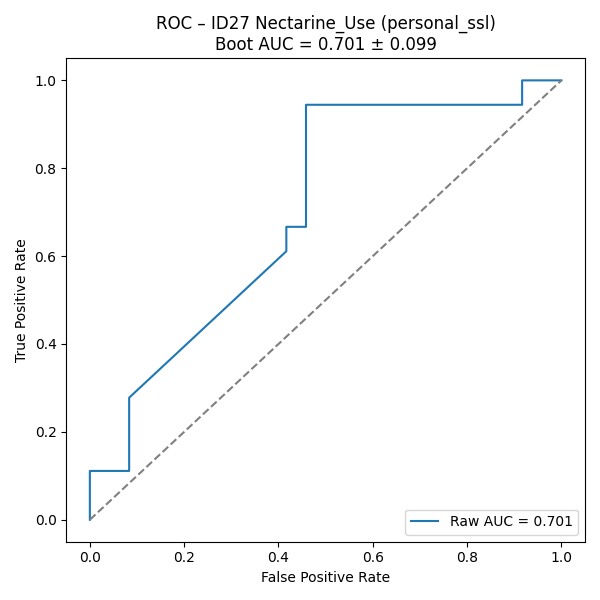 ROC – ID27 Nectarine_Use (personal_ssl)
Boot AUC = 0.701 ± 0.099
1.0
0.8
0.6
0.4
0.2
0.0
True Positive Rate
Raw AUC = 0.701
0.0 0.2 0.4 0.6 0.8 1.0
False Positive Rate